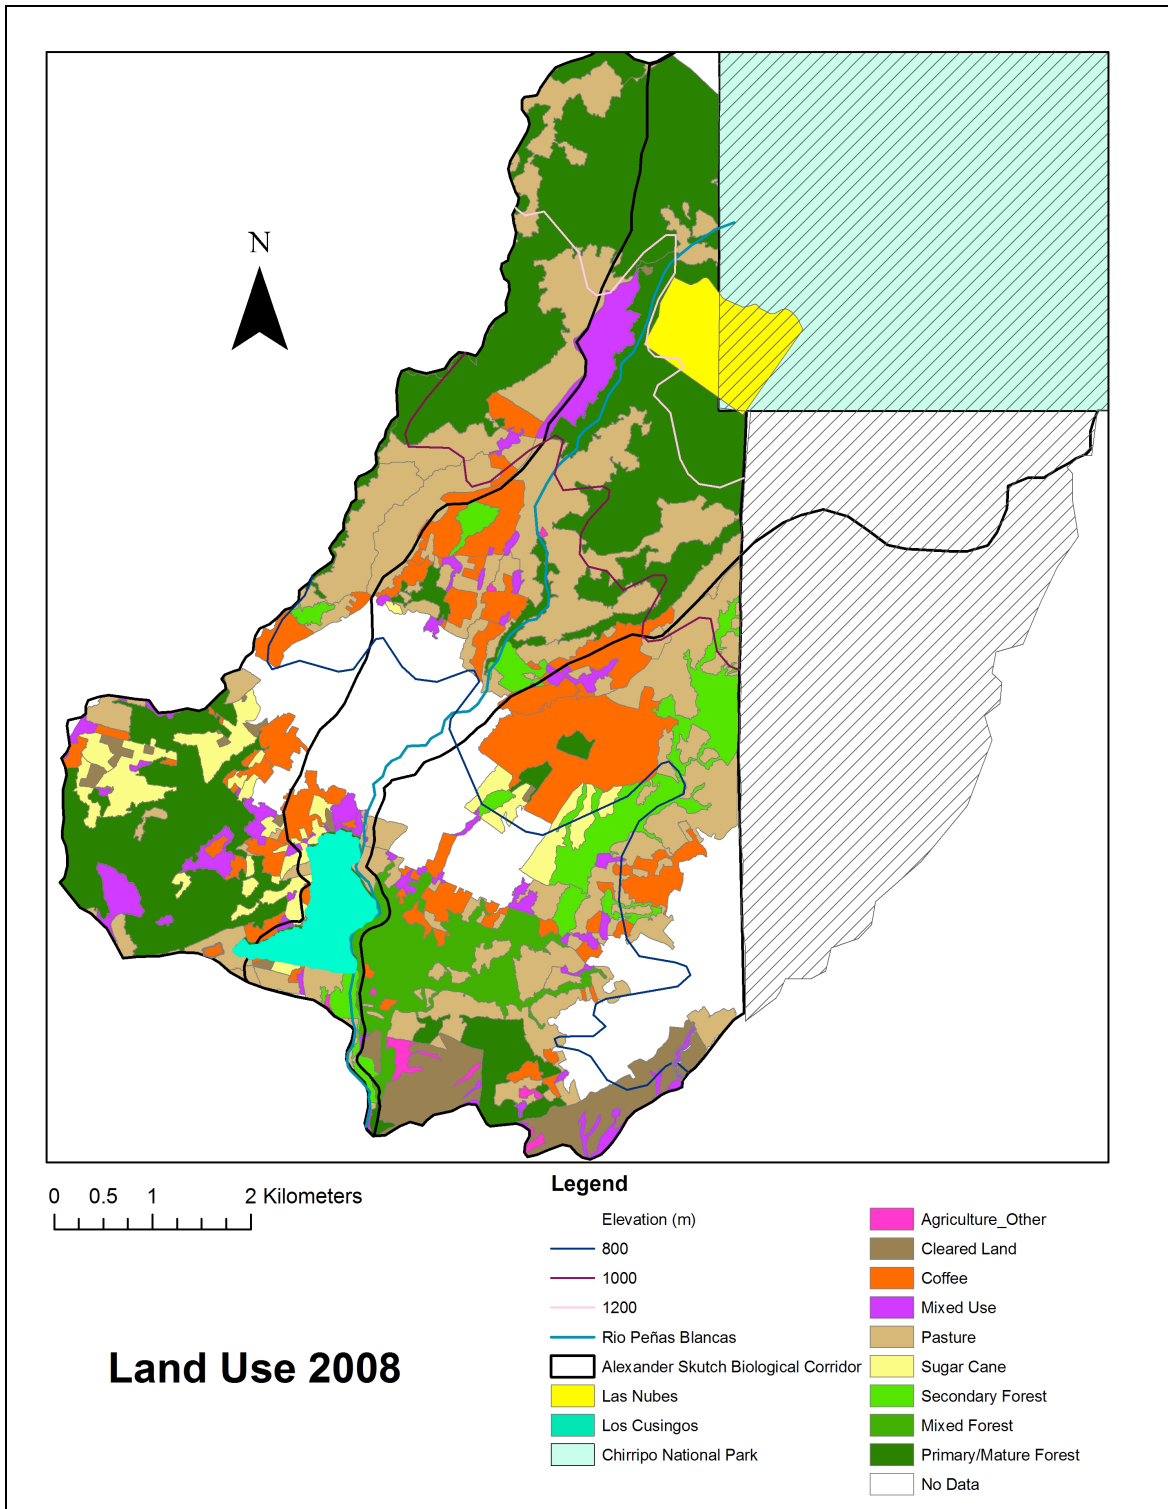 N
0 0.5 1 2 Kilometers
Land Use 2008
Legend
Elevation (m)
800
1000
1200
Rio Peñas Blancas
Alexander Skutch Biological Corridor
Las Nubes
Los Cusingos
Chirripo National Park
Agriculture_Other
Cleared Land
Coffee
Mixed Use
Pasture
Sugar Cane
Secondary Forest
Mixed Forest
Primary/Mature Forest
No Data